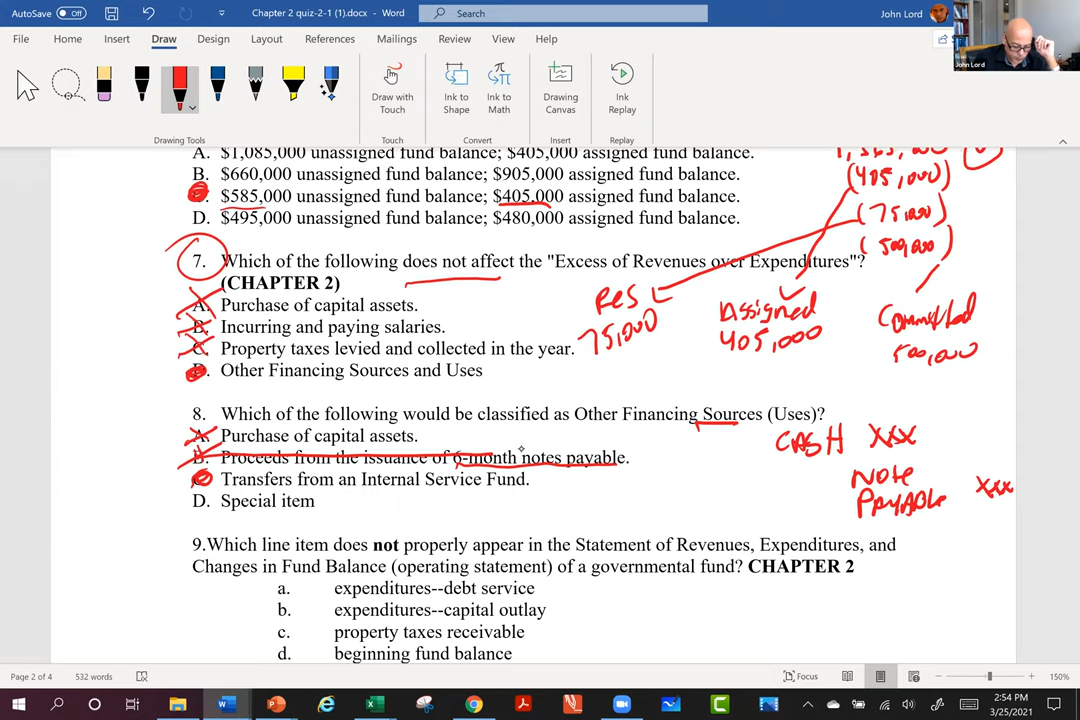 AutoSave Off Chapter 2 quiz-2-1 (1).docx - Word Search John Lord
File Home Insert Draw Design Layout References Mailings Review View Help
John Lord
Draw with Touch
Ink to Shape
Ink to Math
Drawing Canvas
Ink Replay
Drawing Tools Touch Convert Insert Replay
A. $1,085,000 unassigned fund balance; $405,000 assigned fund balance.
B. $660,000 unassigned fund balance; $905,000 assigned fund balance.
$585,000 unassigned fund balance; $405,000 assigned fund balance.
D. $495,000 unassigned fund balance; $480,000 assigned fund balance.
(405,000)
(75,000)
(500,000)
7. Which of the following does not affect the "Excess of Revenues over Expenditures"?
(CHAPTER 2)
A. Purchase of capital assets.
B. Incurring and paying salaries.
C. Property taxes levied and collected in the year.
D. Other Financing Sources and Uses
Res
75,000
Assigned
405,000
Committed
500,000
8. Which of the following would be classified as Other Financing Sources (Uses)?
A. Purchase of capital assets.
B. Proceeds from the issuance of 6-month notes payable.
Transfers from an Internal Service Fund.
D. Special item
CASH XXX
NOTE
PAYABLE XXX
9.Which line item does not properly appear in the Statement of Revenues, Expenditures, and
Changes in Fund Balance (operating statement) of a governmental fund? CHAPTER 2
a. expenditures--debt service
b. expenditures--capital outlay
c. property taxes receivable
d. beginning fund balance
Page 2 of 4 532 words Focus 150%
2:54 PM
3/25/2021